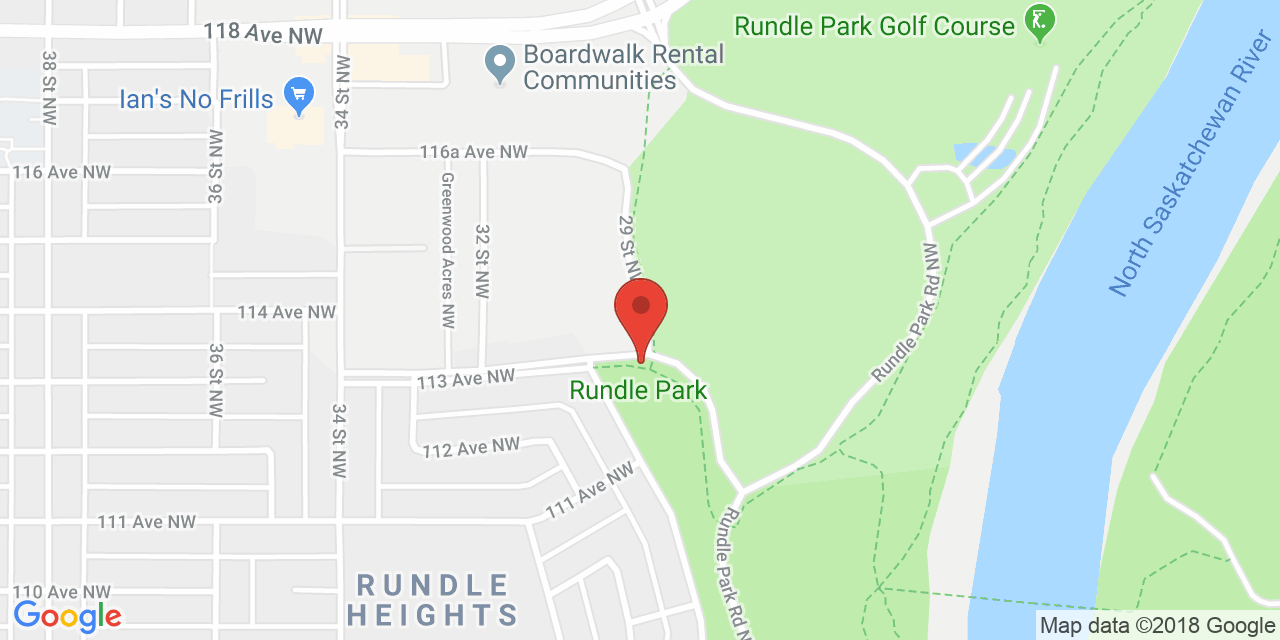 118 Ave NW
Rundle Park Golf Course
Boardwalk Rental
Communities
38 St NW
34 St NW
Ian's No Frills
North Saskatchewan River
116 Ave NW
36 St NW
116a Ave NW
Greenwood Acres NW
32 St NW
29 St NW
Rundle Park Rd NW
114 Ave NW
36 St NW
113 Ave NW
Rundle Park
34 St NW
112 Ave NW
111 Ave NW
111 Ave NW
Rundle Park Rd N
110 Ave NW
RUNDLE
HEIGHTS
Google
Map data ©2018 Google